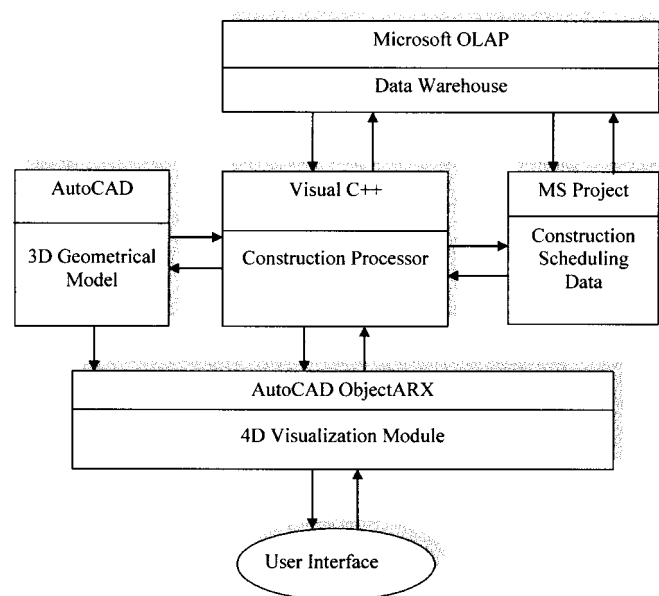 Microsoft OLAP
Data Warehouse
AutoCAD
3D Geometrical
Model
Visual C++
Construction Processor
MS Project
Construction
Scheduling
Data
AutoCAD ObjectARX
4D Visualization Module
User Interface